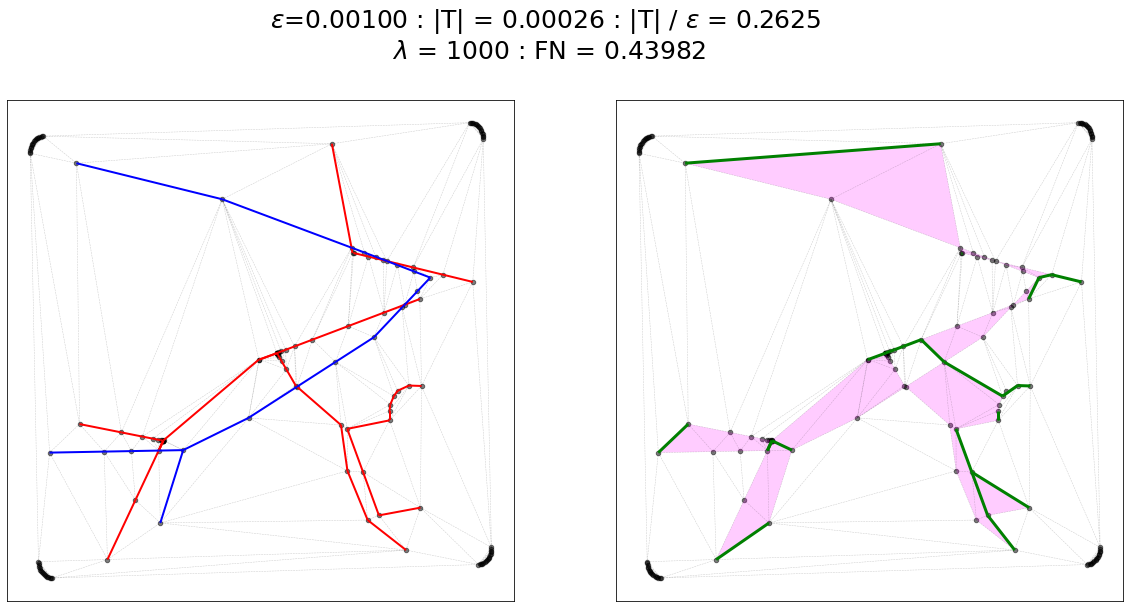 ε=0.00100 : |T| = 0.00026 : |T| / ε = 0.2625
λ = 1000 : FN = 0.43982